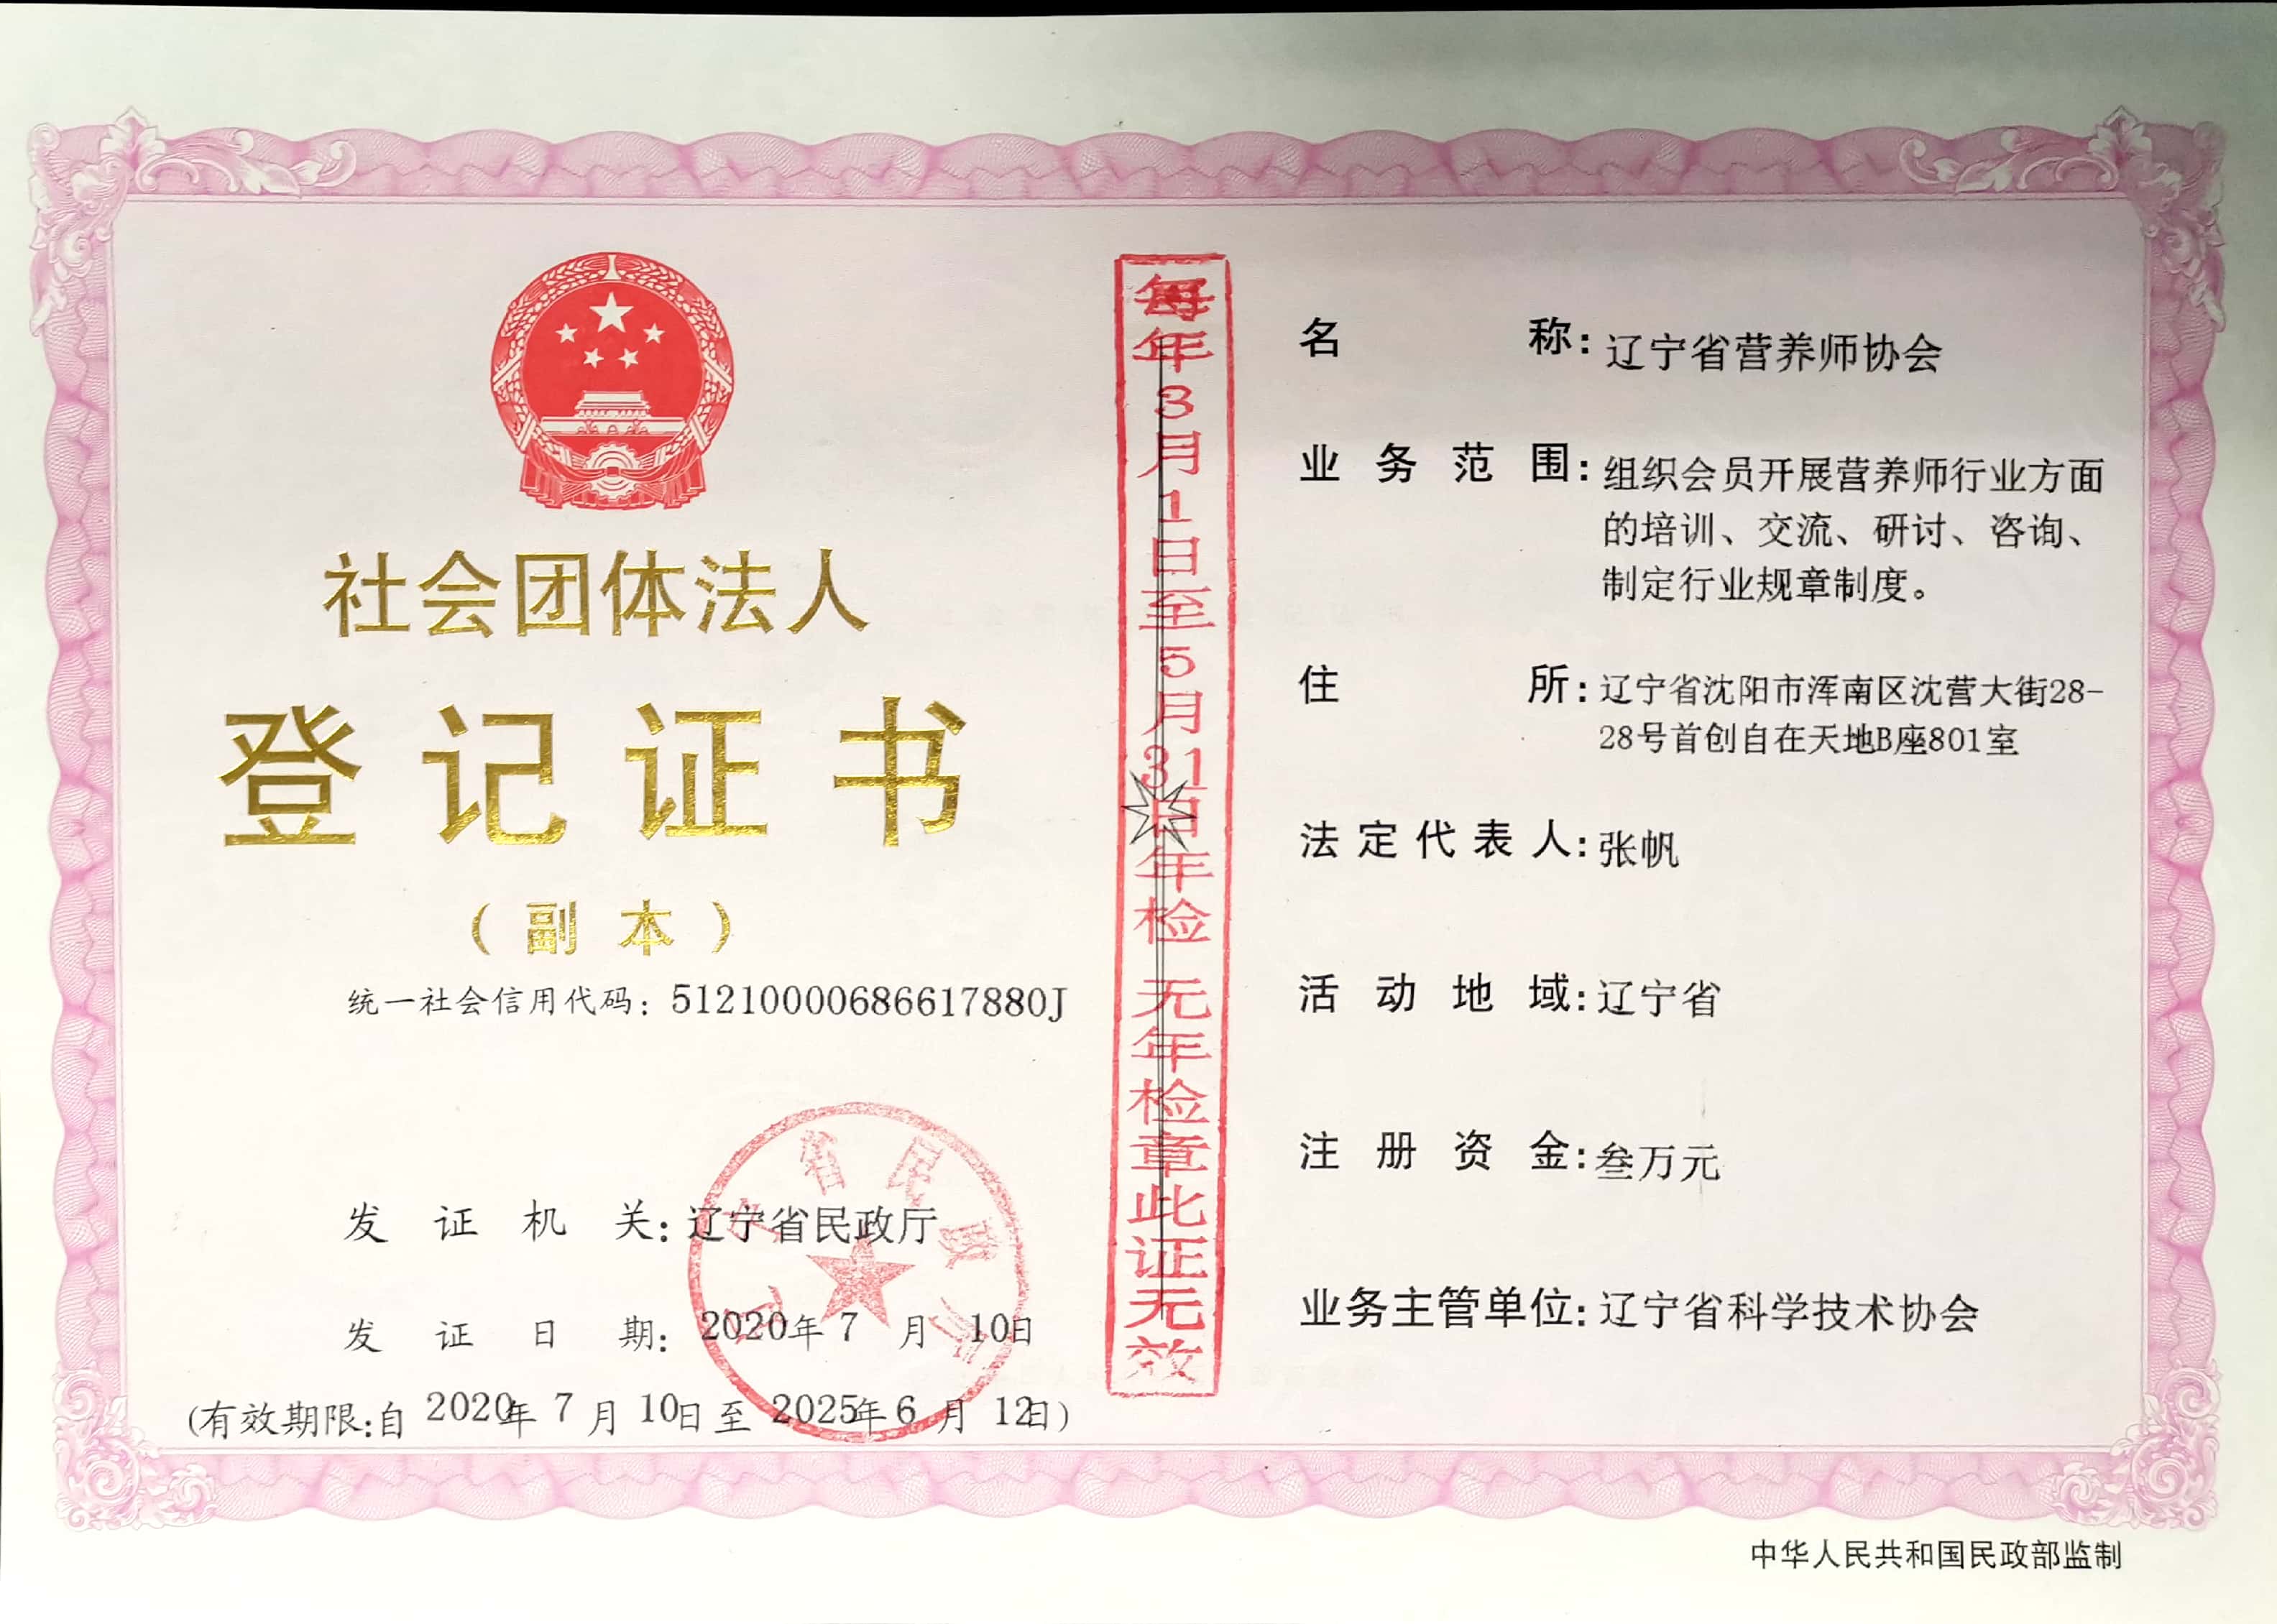 社会团体法人
登记证书
（副本）
统一社会信用代码：51210000686617880J
发证机关：辽宁省民政厅
发证日期：2020年7月10日
(有效期限:自2020年7月10日至2025年6月12日)
辽宁省民政厅
每年3月1日至5月31日年检 无年检章此证无效
名称：辽宁省营养师协会
业务范围：组织会员开展营养师行业方面
的培训、交流、研讨、咨询、
制定行业规章制度。
住所：辽宁省沈阳市浑南区沈营大街28-
28号首创自在天地B座801室
法定代表人：张帆
活动地域：辽宁省
注册资金：叁万元
业务主管单位：辽宁省科学技术协会
中华人民共和国民政部监制